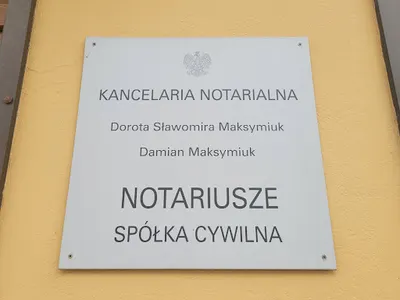 KANCELARIA NOTARIALNA
Dorota Sławomira Maksymiuk
Damian Maksymiuk
NOTARIUSZE
SPÓŁKA CYWILNA